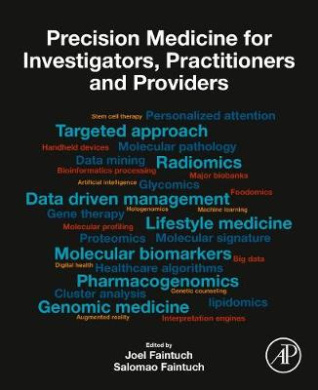 Precision Medicine for
Investigators, Practitioners
and Providers
Stem cell therapy Personalized attention
Targeted approach
Handheld devices Molecular pathology
Data mining Radiomics
Bioinformatics processing Major biobanks
Artificial intelligence Glycomics Foodomics
Data driven management
Gene therapy Hologenomics Machine learning
Molecular profiling Lifestyle medicine
Proteomics Molecular signature
Molecular biomarkers Big data
Digital health Healthcare algorithms
Pharmacogenomics
Cluster analysis Genetic counseling lipidomics
Genomic medicine
Augmented reality Interpretation engines
Edited by
Joel Faintuch
Salomao Faintuch
AP